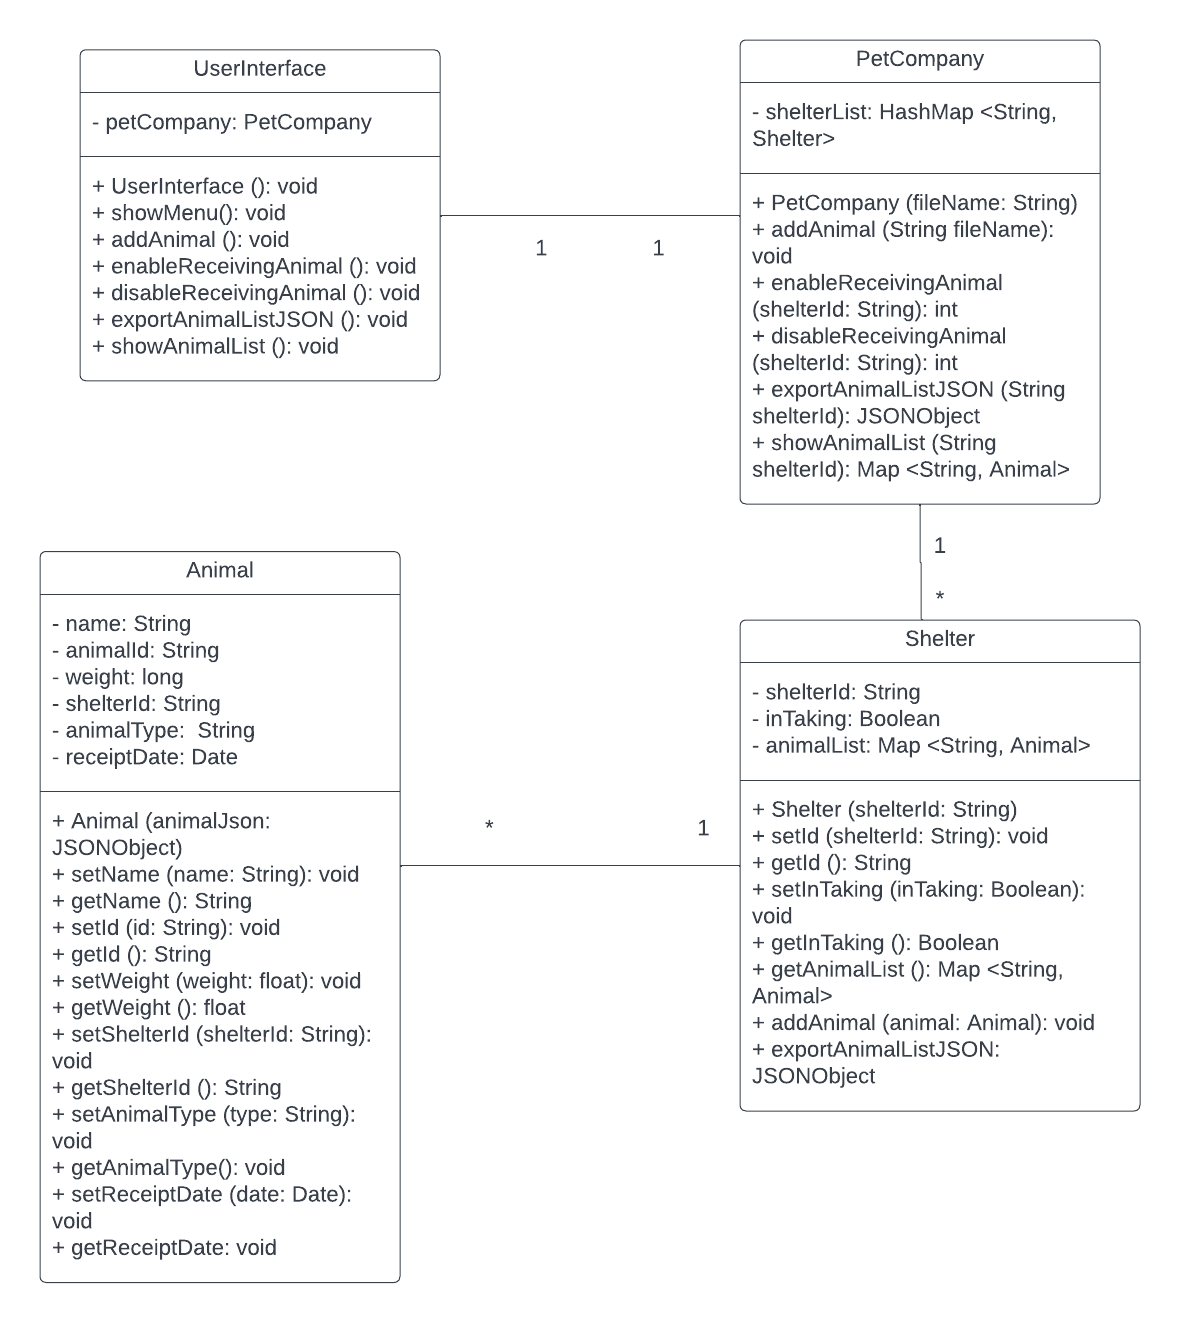 UserInterface
- petCompany: PetCompany
+ UserInterface (): void
+ showMenu(): void
+ addAnimal (): void
+ enableReceivingAnimal (): void
+ disableReceivingAnimal (): void
+ exportAnimalListJSON (): void
+ showAnimalList (): void
1
1
PetCompany
- shelterList: HashMap <String,
Shelter>
+ PetCompany (fileName: String)
+ addAnimal (String fileName):
void
+ enableReceivingAnimal
(shelterId: String): int
+ disableReceivingAnimal
(shelterId: String): int
+ exportAnimalListJSON (String
shelterId): JSONObject
+ showAnimalList (String
shelterId): Map <String, Animal>
1
*
Animal
- name: String
- animalId: String
- weight: long
- shelterId: String
- animalType:  String
- receiptDate: Date
+ Animal (animalJson:
JSONObject)
+ setName (name: String): void
+ getName (): String
+ setId (id: String): void
+ getId (): String
+ setWeight (weight: float): void
+ getWeight (): float
+ setShelterId (shelterId: String):
void
+ getShelterId (): String
+ setAnimalType (type: String):
void
+ getAnimalType(): void
+ setReceiptDate (date: Date):
void
+ getReceiptDate: void
*
1
Shelter
- shelterId: String
- inTaking: Boolean
- animalList: Map <String, Animal>
+ Shelter (shelterId: String)
+ setId (shelterId: String): void
+ getId (): String
+ setInTaking (inTaking: Boolean):
void
+ getInTaking (): Boolean
+ getAnimalList (): Map <String,
Animal>
+ addAnimal (animal: Animal): void
+ exportAnimalListJSON:
JSONObject